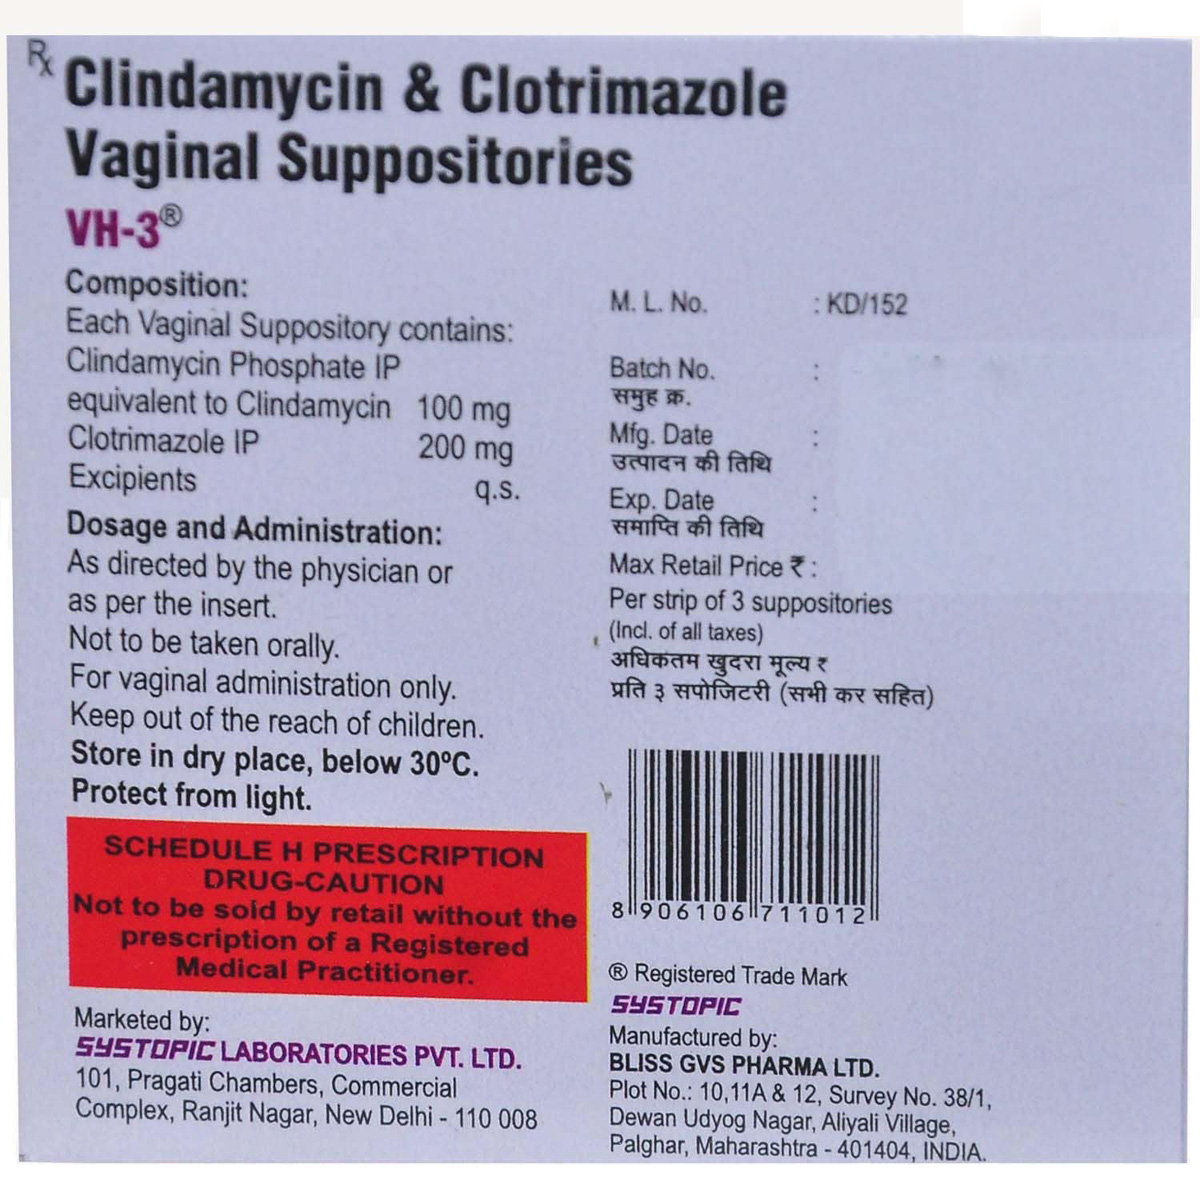 Rx Clindamycin & Clotrimazole
Vaginal Suppositories
VH-3®
Composition:
Each Vaginal Suppository contains:
Clindamycin Phosphate IP
equivalent to Clindamycin 100 mg
Clotrimazole IP 200 mg
Excipients q.s.
Dosage and Administration:
As directed by the physician or
as per the insert.
Not to be taken orally.
For vaginal administration only.
Keep out of the reach of children.
Store in dry place, below 30ºC.
Protect from light.
SCHEDULE H PRESCRIPTION
DRUG-CAUTION
Not to be sold by retail without the
prescription of a Registered
Medical Practitioner.
Marketed by:
SYSTOPIC LABORATORIES PVT. LTD.
101, Pragati Chambers, Commercial
Complex, Ranjit Nagar, New Delhi - 110 008
M. L. No. : KD/152
Batch No. :
समुह क्र.
Mfg. Date :
उत्पादन की तिथि
Exp. Date :
समाप्ति की तिथि
Max Retail Price ₹ :
Per strip of 3 suppositories
(Incl. of all taxes)
अधिकतम खुदरा मूल्य ₹
प्रति ३ सपोजिटरी (सभी कर सहित)
8 906106 711012
® Registered Trade Mark
SYSTOPIC
Manufactured by:
BLISS GVS PHARMA LTD.
Plot No.: 10,11A & 12, Survey No. 38/1,
Dewan Udyog Nagar, Aliyali Village,
Palghar, Maharashtra - 401404, INDIA.